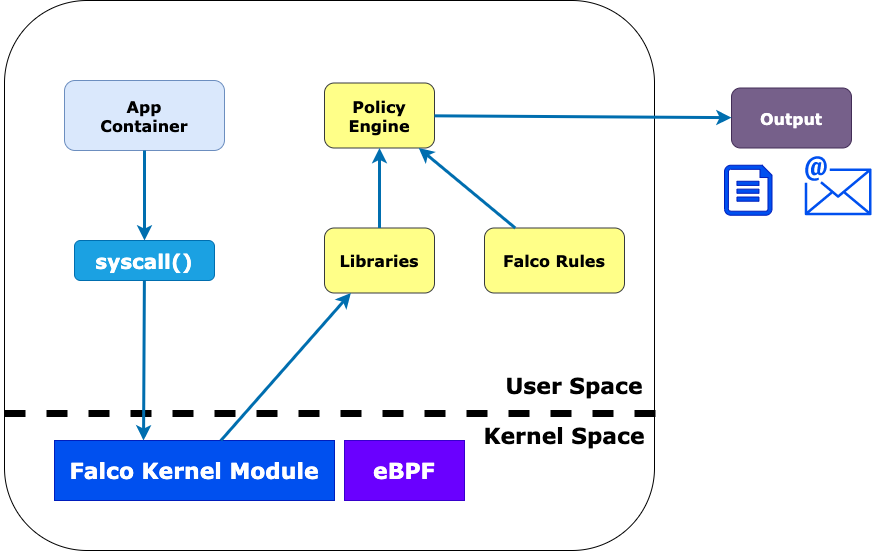 App
Container
Policy
Engine
Output
@
syscall()
Libraries
Falco Rules
User Space
Kernel Space
Falco Kernel Module
eBPF